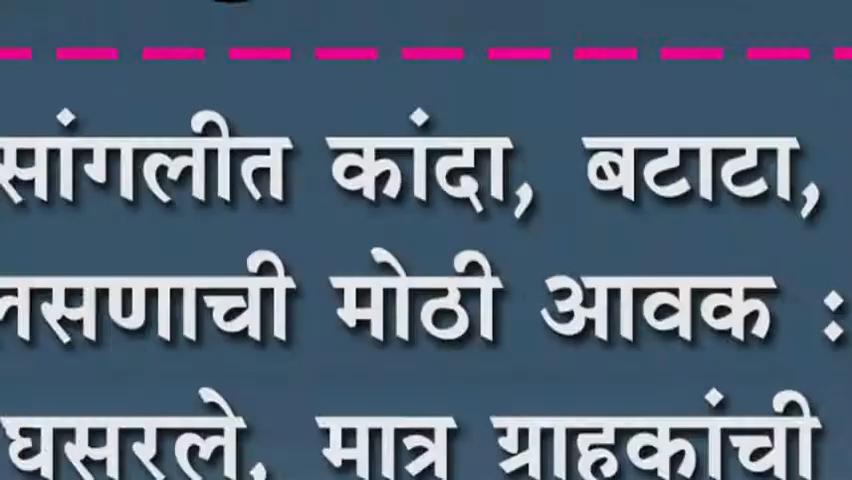 सांगलीत कांदा, बटाटा,
लसणाची मोठी आवक :
घसरले, मात्र ग्राहकांची